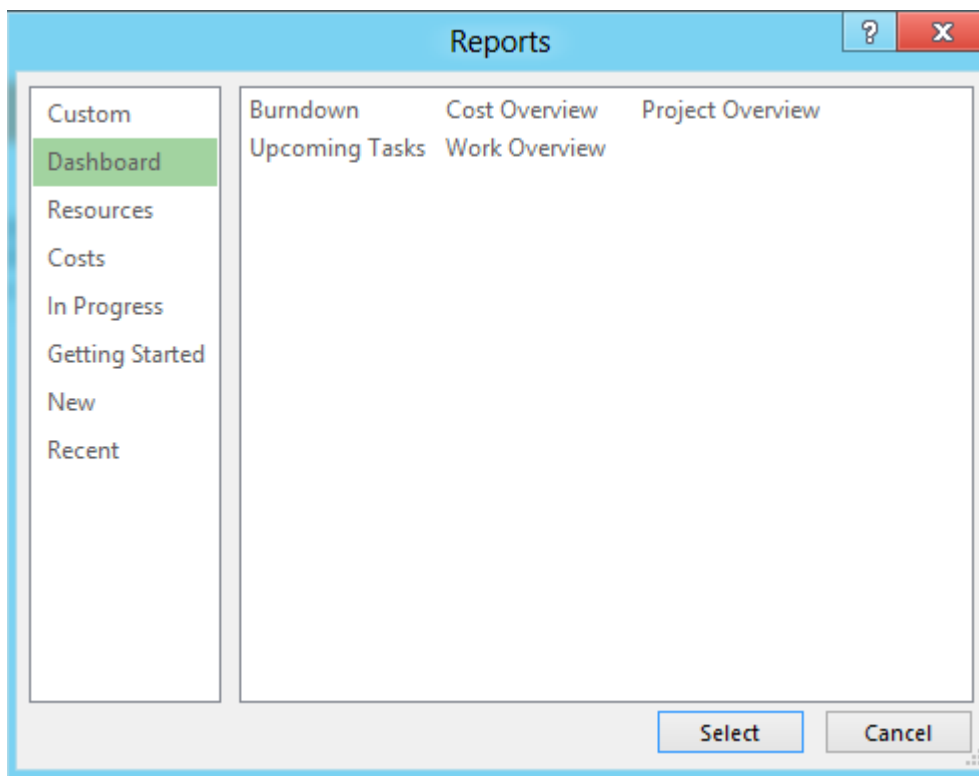 Reports
?
Custom
Dashboard
Resources
Costs
In Progress
Getting Started
New
Recent
Burndown Cost Overview Project Overview
Upcoming Tasks Work Overview
Select Cancel